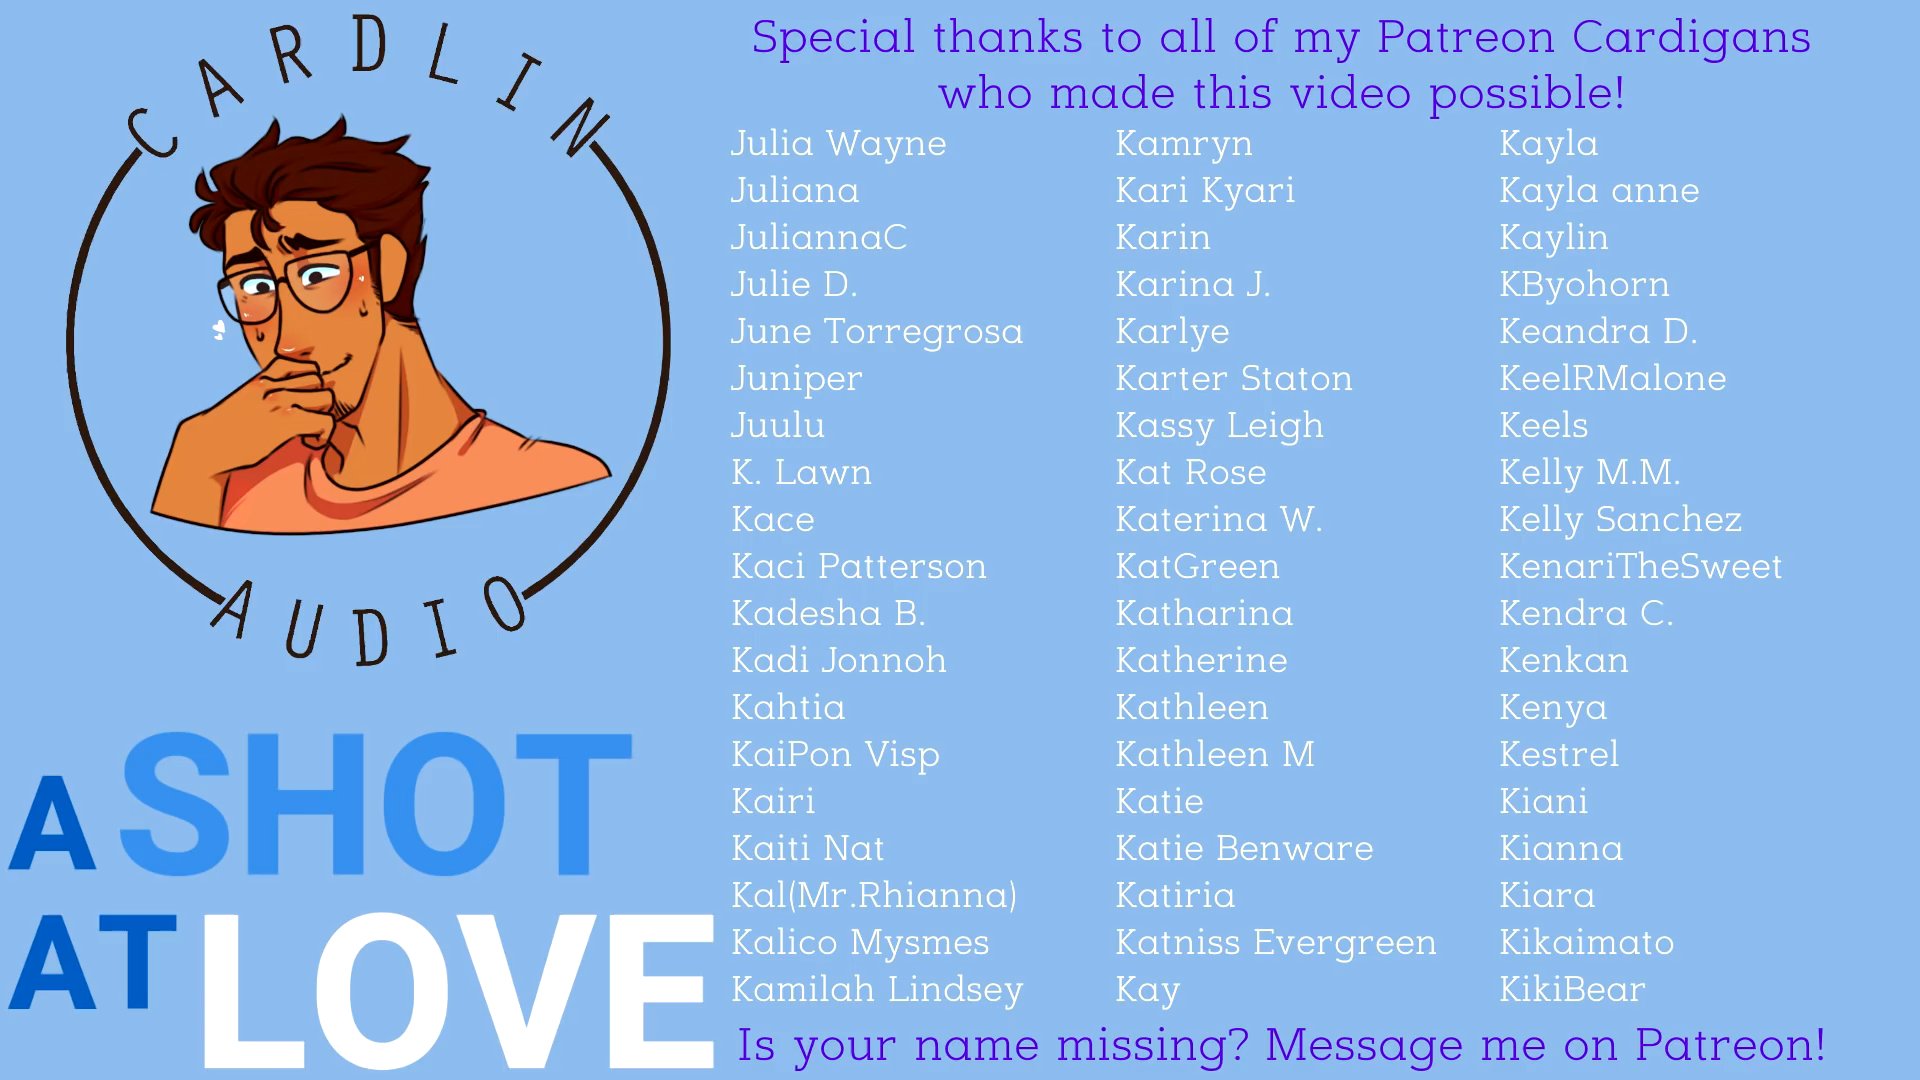 CARDLIN
AUDIO
A SHOT
AT LOVE
Special thanks to all of my Patreon Cardigans
who made this video possible!
Julia Wayne
Juliana
JuliannaC
Julie D.
June Torregrosa
Juniper
Juulu
K. Lawn
Kace
Kaci Patterson
Kadesha B.
Kadi Jonnoh
Kahtia
KaiPon Visp
Kairi
Kaiti Nat
Kal(Mr.Rhianna)
Kalico Mysmes
Kamilah Lindsey
Kamryn
Kari Kyari
Karin
Karina J.
Karlye
Karter Staton
Kassy Leigh
Kat Rose
Katerina W.
KatGreen
Katharina
Katherine
Kathleen
Kathleen M
Katie
Katie Benware
Katiria
Katniss Evergreen
Kay
Kayla
Kayla anne
Kaylin
KByohorn
Keandra D.
KeelRMalone
Keels
Kelly M.M.
Kelly Sanchez
KenariTheSweet
Kendra C.
Kenkan
Kenya
Kestrel
Kiani
Kianna
Kiara
Kikaimato
KikiBear
Is your name missing? Message me on Patreon!